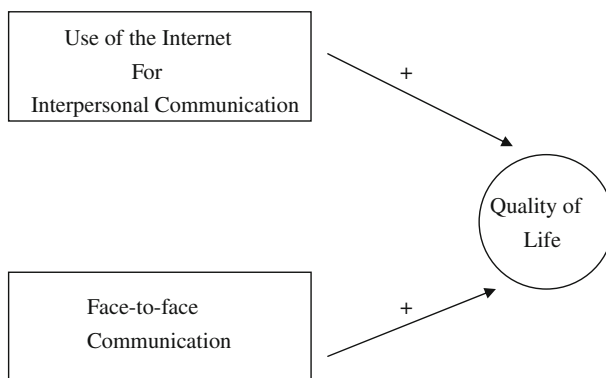 Use of the Internet
For
Interpersonal Communication
+
Quality of
Life
Face-to-face
Communication
+